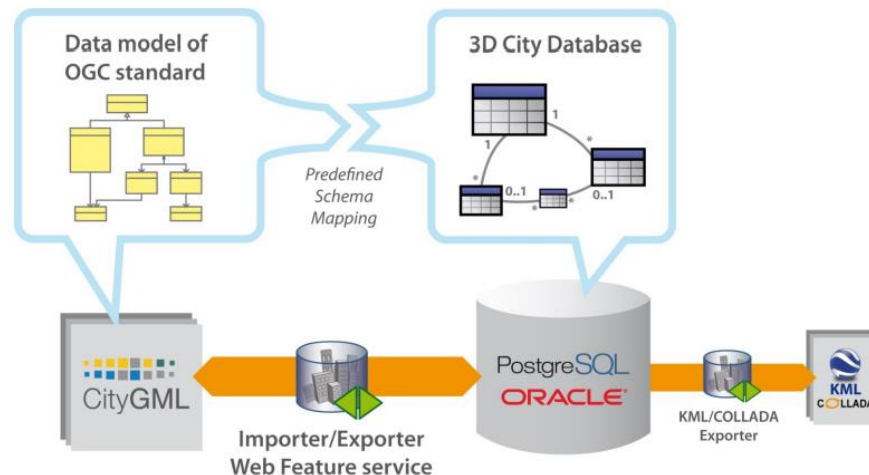 Data model of
OGC standard
3D City Database
1
1
*
*
0..1
0..1
*
*
Predefined
Schema
Mapping
CityGML
Importer/Exporter
Web Feature service
PostgreSQL
ORACLE
KML/COLLADA
Exporter
KML
COLLADA